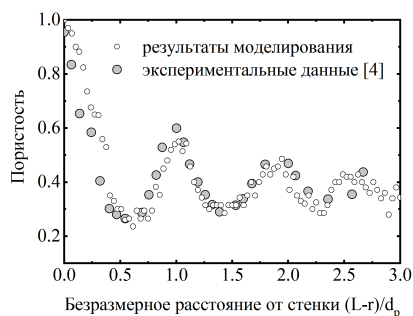 1.0
0.8
0.6
0.4
0.2
Пористость
результаты моделирования
экспериментальные данные [4]
0.0 0.5 1.0 1.5 2.0 2.5 3.0
Безразмерное расстояние от стенки (L-r)/dp